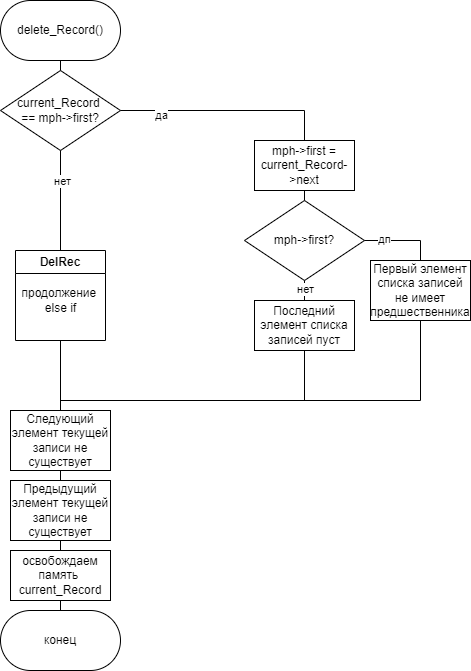 delete_Record()
current_Record
== mph->first?
да
нет
mph->first =
current_Record-
>next
mph->first?
дп
нет
DelRec
продолжение
else if
Первый элемент
списка записей
не имеет
предшественника
Последний
элемент списка
записей пуст
Следующий
элемент текущей
записи не
существует
Предыдущий
элемент текущей
записи не
существует
освобождаем
память
current_Record
конец